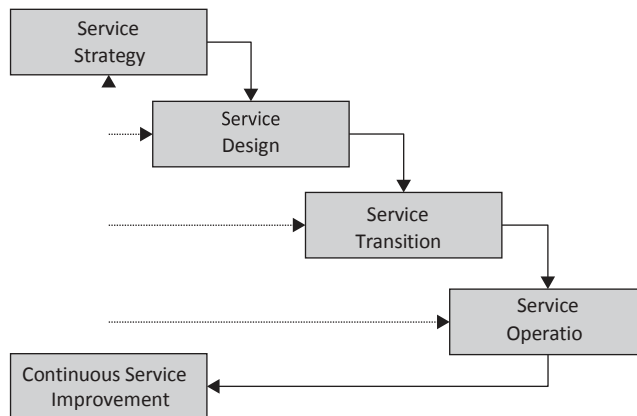 Service
Strategy
Service
Design
Service
Transition
Service
Operatio
Continuous Service
Improvement